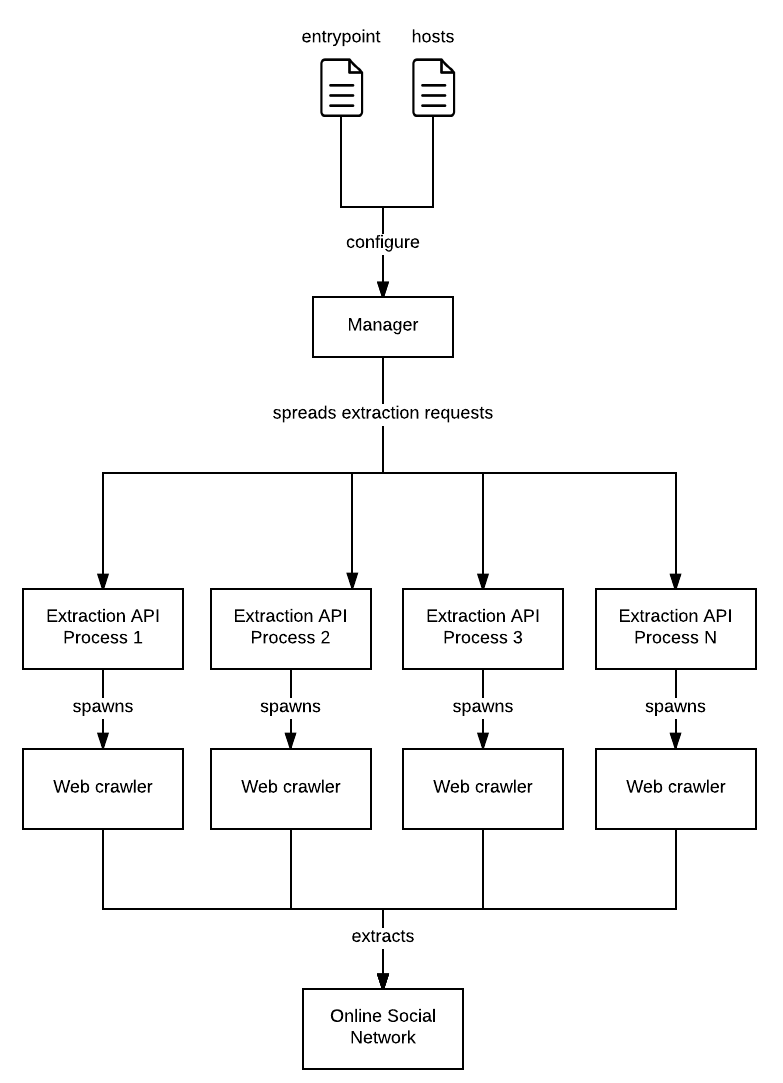 entrypoint hosts
configure
Manager
spreads extraction requests
Extraction API
Process 1
Extraction API
Process 2
Extraction API
Process 3
Extraction API
Process N
spawns
spawns
spawns
spawns
Web crawler
Web crawler
Web crawler
Web crawler
extracts
Online Social
Network